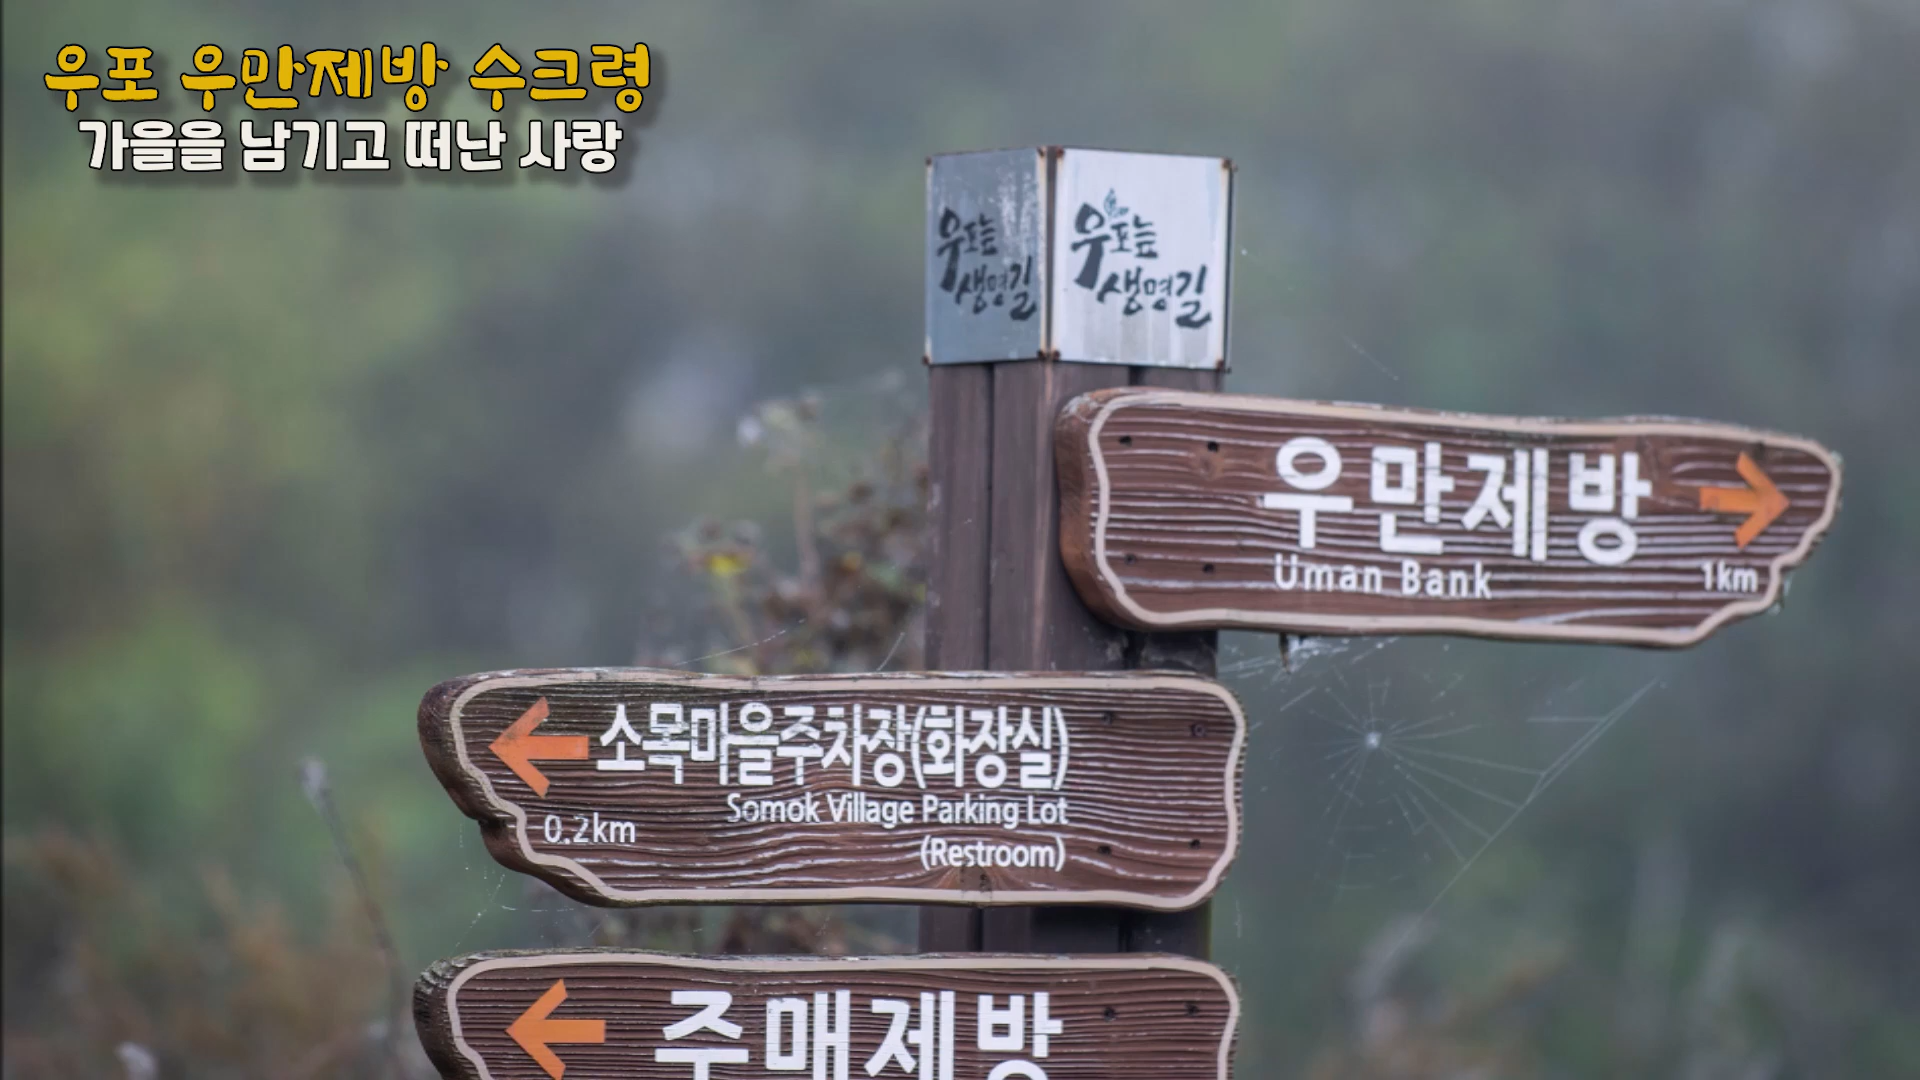 우포 우만제방 수크령
가을을 남기고 떠난 사랑
우포늪
생명길
우포늪
생명길
우만제방
Uman Bank
1km
소목마을주차장(화장실)
Somok Village Parking Lot
0.2km
(Restroom)
주매제방